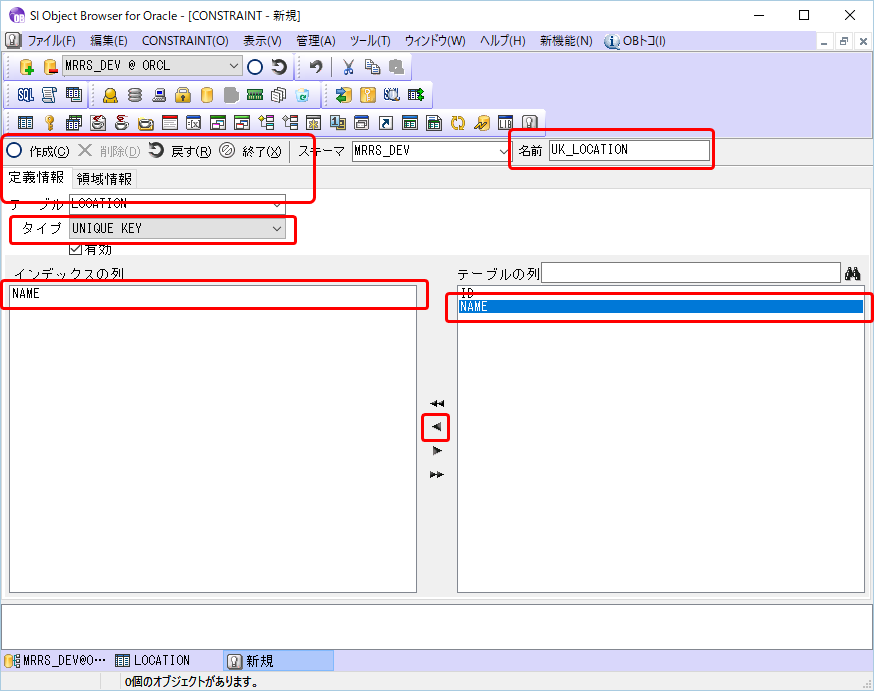 SI Object Browser for Oracle - [CONSTRAINT - 新規]
ファイル(F) 編集(E) CONSTRAINT(O) 表示(V) 管理(A) ツール(T) ウィンドウ(W) ヘルプ(H) 新機能(N) OBトコ(I)
MRRS_DEV @ ORCL
SQL
作成(C) 削除(D) 戻す(R) 終了(X) スキーマ MRRS_DEV 名前 UK_LOCATION
定義情報 領域情報
テーブル LOCATION
タイプ UNIQUE KEY
有効
インデックスの列 テーブルの列
NAME
ID
NAME
MRRS_DEV@O… LOCATION 新規
0個のオブジェクトがあります。